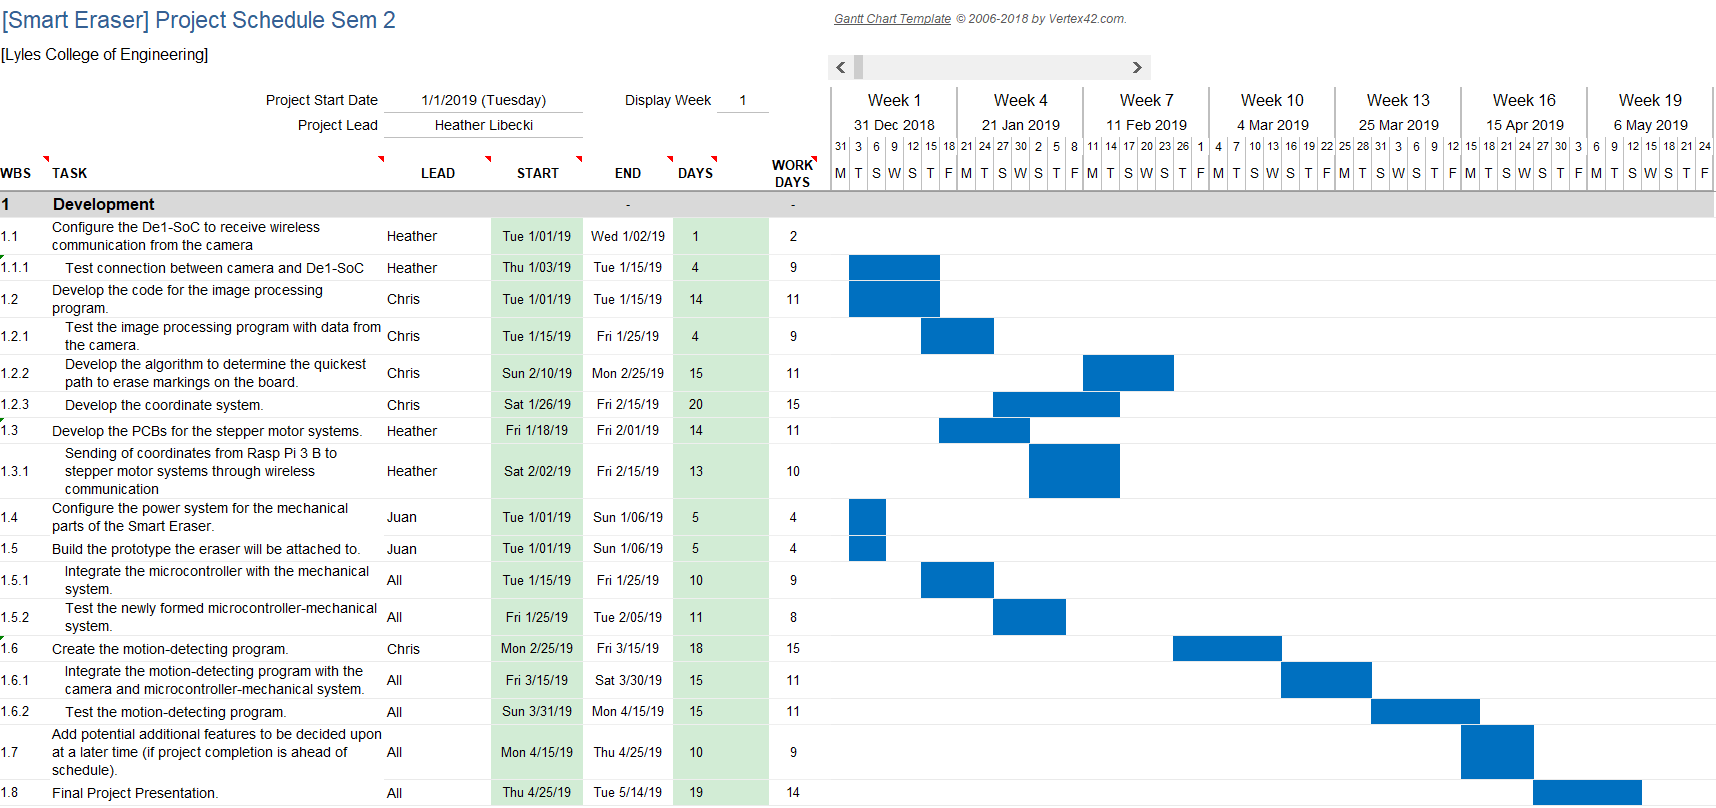 [Smart Eraser] Project Schedule Sem 2
Gantt Chart Template © 2006-2018 by Vertex42.com.
[Lyles College of Engineering]
Project Start Date 1/1/2019 (Tuesday) Display Week 1
Project Lead Heather Libecki
Week 1 Week 4 Week 7 Week 10 Week 13 Week 16 Week 19
31 Dec 2018 21 Jan 2019 11 Feb 2019 4 Mar 2019 25 Mar 2019 15 Apr 2019 6 May 2019
31 3 6 9 12 15 18 21 24 27 30 2 5 8 11 14 17 20 23 26 1 4 7 10 13 16 19 22 25 28 31 3 6 9 12 15 18 21 24 27 30 3 6 9 12 15 18 21 24
WBS TASK LEAD START END DAYS WORK DAYS M T S W S T F M T S W S T F M T S W S T F M T S W S T F M T S W S T F M T S W S T F M T S W S T F
1 Development - -
1.1 Configure the De1-SoC to receive wireless
communication from the camera Heather Tue 1/01/19 Wed 1/02/19 1 2
1.1.1 Test connection between camera and De1-SoC Heather Thu 1/03/19 Tue 1/15/19 4 9
1.2 Develop the code for the image processing
program. Chris Tue 1/01/19 Tue 1/15/19 14 11
1.2.1 Test the image processing program with data from
the camera. Chris Tue 1/15/19 Fri 1/25/19 4 9
1.2.2 Develop the algorithm to determine the quickest
path to erase markings on the board. Chris Sun 2/10/19 Mon 2/25/19 15 11
1.2.3 Develop the coordinate system. Chris Sat 1/26/19 Fri 2/15/19 20 15
1.3 Develop the PCBs for the stepper motor systems. Heather Fri 1/18/19 Fri 2/01/19 14 11
1.3.1 Sending of coordinates from Rasp Pi 3 B to
stepper motor systems through wireless
communication Heather Sat 2/02/19 Fri 2/15/19 13 10
1.4 Configure the power system for the mechanical
parts of the Smart Eraser. Juan Tue 1/01/19 Sun 1/06/19 5 4
1.5 Build the prototype the eraser will be attached to. Juan Tue 1/01/19 Sun 1/06/19 5 4
1.5.1 Integrate the microcontroller with the mechanical
system. All Tue 1/15/19 Fri 1/25/19 10 9
1.5.2 Test the newly formed microcontroller-mechanical
system. All Fri 1/25/19 Tue 2/05/19 11 8
1.6 Create the motion-detecting program. Chris Mon 2/25/19 Fri 3/15/19 18 15
1.6.1 Integrate the motion-detecting program with the
camera and microcontroller-mechanical system. All Fri 3/15/19 Sat 3/30/19 15 11
1.6.2 Test the motion-detecting program. All Sun 3/31/19 Mon 4/15/19 15 11
1.7 Add potential additional features to be decided upon
at a later time (if project completion is ahead of
schedule). All Mon 4/15/19 Thu 4/25/19 10 9
1.8 Final Project Presentation. All Thu 4/25/19 Tue 5/14/19 19 14